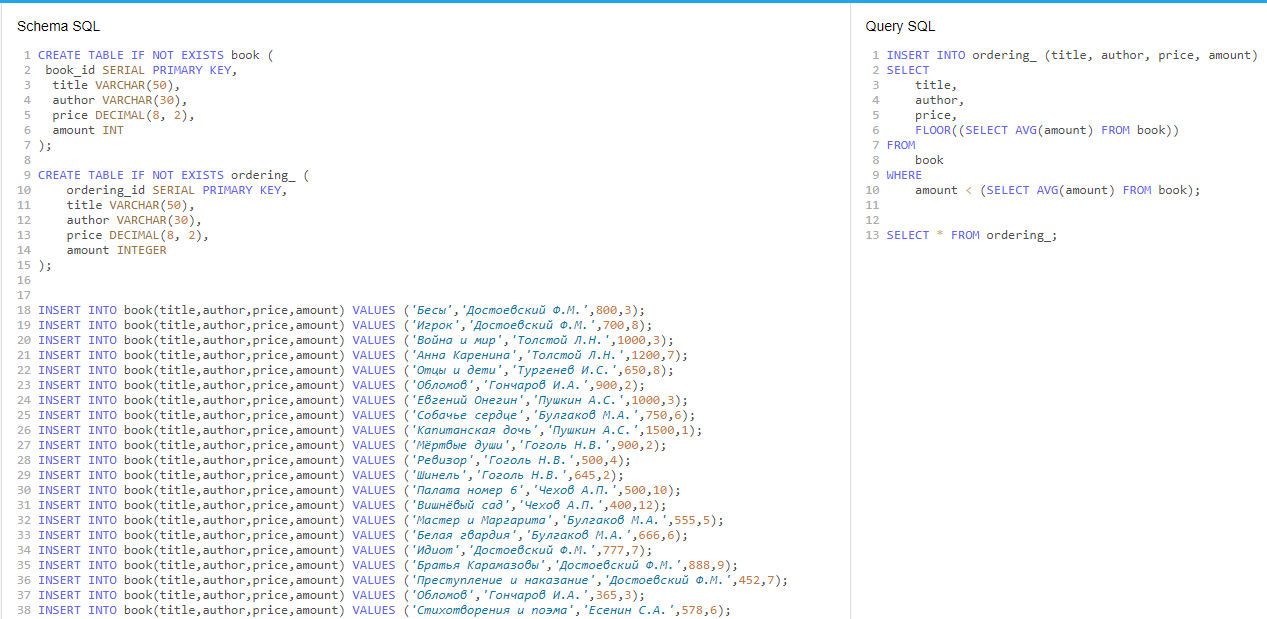 Schema SQL
1 CREATE TABLE IF NOT EXISTS book (
2 book_id SERIAL PRIMARY KEY,
3 title VARCHAR(50),
4 author VARCHAR(30),
5 price DECIMAL(8, 2),
6 amount INT
7 );
8
9 CREATE TABLE IF NOT EXISTS ordering_ (
10 ordering_id SERIAL PRIMARY KEY,
11 title VARCHAR(50),
12 author VARCHAR(30),
13 price DECIMAL(8, 2),
14 amount INTEGER
15 );
16
17
18 INSERT INTO book(title,author,price,amount) VALUES ('Бесы','Достоевский Ф.М.',800,3);
19 INSERT INTO book(title,author,price,amount) VALUES ('Игрок','Достоевский Ф.М.',700,8);
20 INSERT INTO book(title,author,price,amount) VALUES ('Война и мир','Толстой Л.Н.',1000,3);
21 INSERT INTO book(title,author,price,amount) VALUES ('Анна Каренина','Толстой Л.Н.',1200,7);
22 INSERT INTO book(title,author,price,amount) VALUES ('Отцы и дети','Тургенев И.С.',650,8);
23 INSERT INTO book(title,author,price,amount) VALUES ('Обломов','Гончаров И.А.',900,2);
24 INSERT INTO book(title,author,price,amount) VALUES ('Евгений Онегин','Пушкин А.С.',1000,3);
25 INSERT INTO book(title,author,price,amount) VALUES ('Собачье сердце','Булгаков М.А.',750,6);
26 INSERT INTO book(title,author,price,amount) VALUES ('Капитанская дочь','Пушкин А.С.',1500,1);
27 INSERT INTO book(title,author,price,amount) VALUES ('Мёртвые души','Гоголь Н.В.',900,2);
28 INSERT INTO book(title,author,price,amount) VALUES ('Ревизор','Гоголь Н.В.',500,4);
29 INSERT INTO book(title,author,price,amount) VALUES ('Шинель','Гоголь Н.В.',645,2);
30 INSERT INTO book(title,author,price,amount) VALUES ('Палата номер 6','Чехов А.П.',500,10);
31 INSERT INTO book(title,author,price,amount) VALUES ('Вишнёвый сад','Чехов А.П.',400,12);
32 INSERT INTO book(title,author,price,amount) VALUES ('Мастер и Маргарита','Булгаков М.А.',555,5);
33 INSERT INTO book(title,author,price,amount) VALUES ('Белая гвардия','Булгаков М.А.',666,6);
34 INSERT INTO book(title,author,price,amount) VALUES ('Идиот','Достоевский Ф.М.',777,7);
35 INSERT INTO book(title,author,price,amount) VALUES ('Братья Карамазовы','Достоевский Ф.М.',888,9);
36 INSERT INTO book(title,author,price,amount) VALUES ('Преступление и наказание','Достоевский Ф.М.',452,7);
37 INSERT INTO book(title,author,price,amount) VALUES ('Обломов','Гончаров И.А.',365,3);
38 INSERT INTO book(title,author,price,amount) VALUES ('Стихотворения и поэма','Есенин С.А.',578,6);
Query SQL
1 INSERT INTO ordering_ (title, author, price, amount)
2 SELECT
3 title,
4 author,
5 price,
6 FLOOR((SELECT AVG(amount) FROM book))
7 FROM
8 book
9 WHERE
10 amount < (SELECT AVG(amount) FROM book);
11
12
13 SELECT * FROM ordering_;